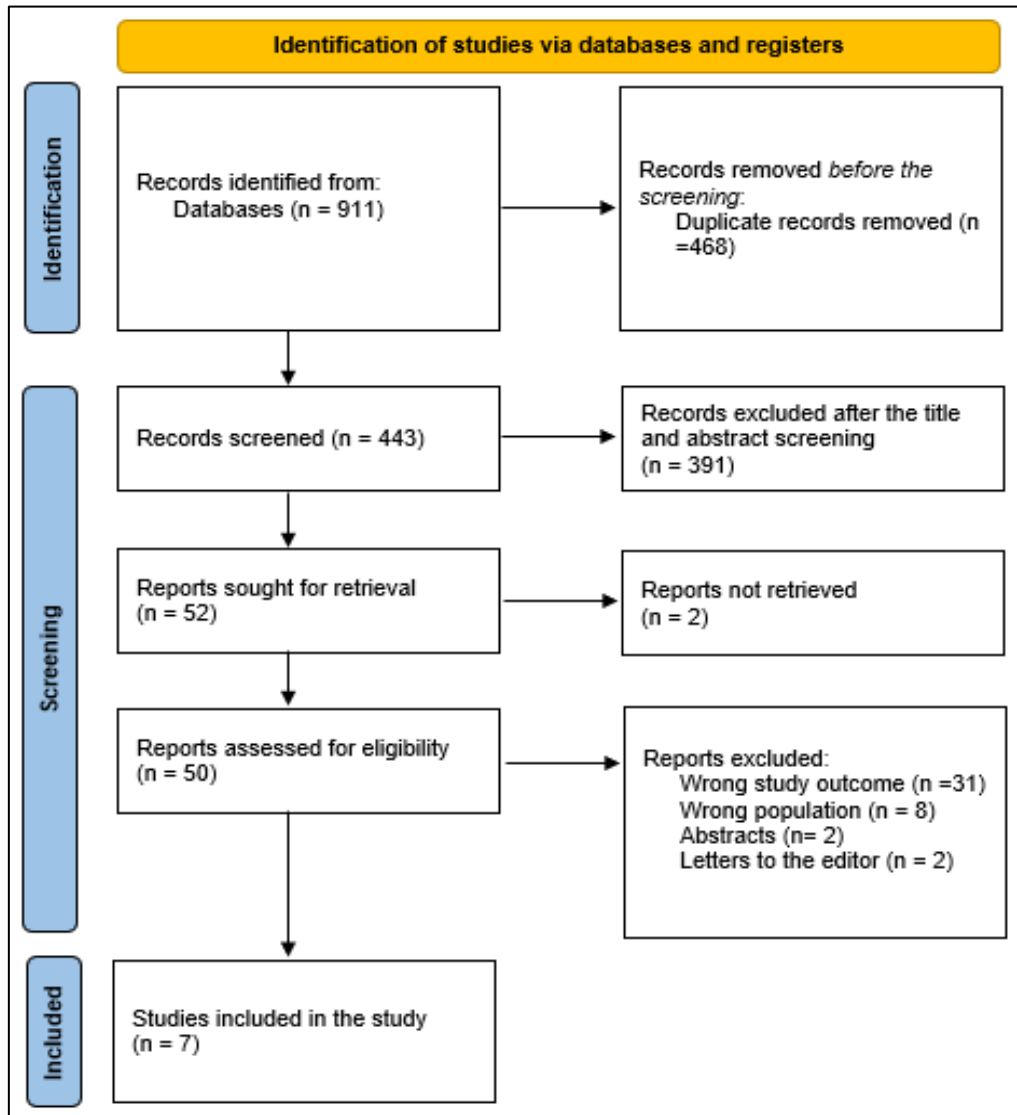 Identification of studies via databases and registers
Identification
Records identified from:
Databases (n = 911)
Records removed before the
screening:
Duplicate records removed (n
=468)
Screening
Records screened (n = 443)
Records excluded after the title
and abstract screening
(n = 391)
Reports sought for retrieval
(n = 52)
Reports not retrieved
(n = 2)
Reports assessed for eligibility
(n = 50)
Reports excluded:
Wrong study outcome (n =31)
Wrong population (n = 8)
Abstracts (n= 2)
Letters to the editor (n = 2)
Included
Studies included in the study
(n = 7)